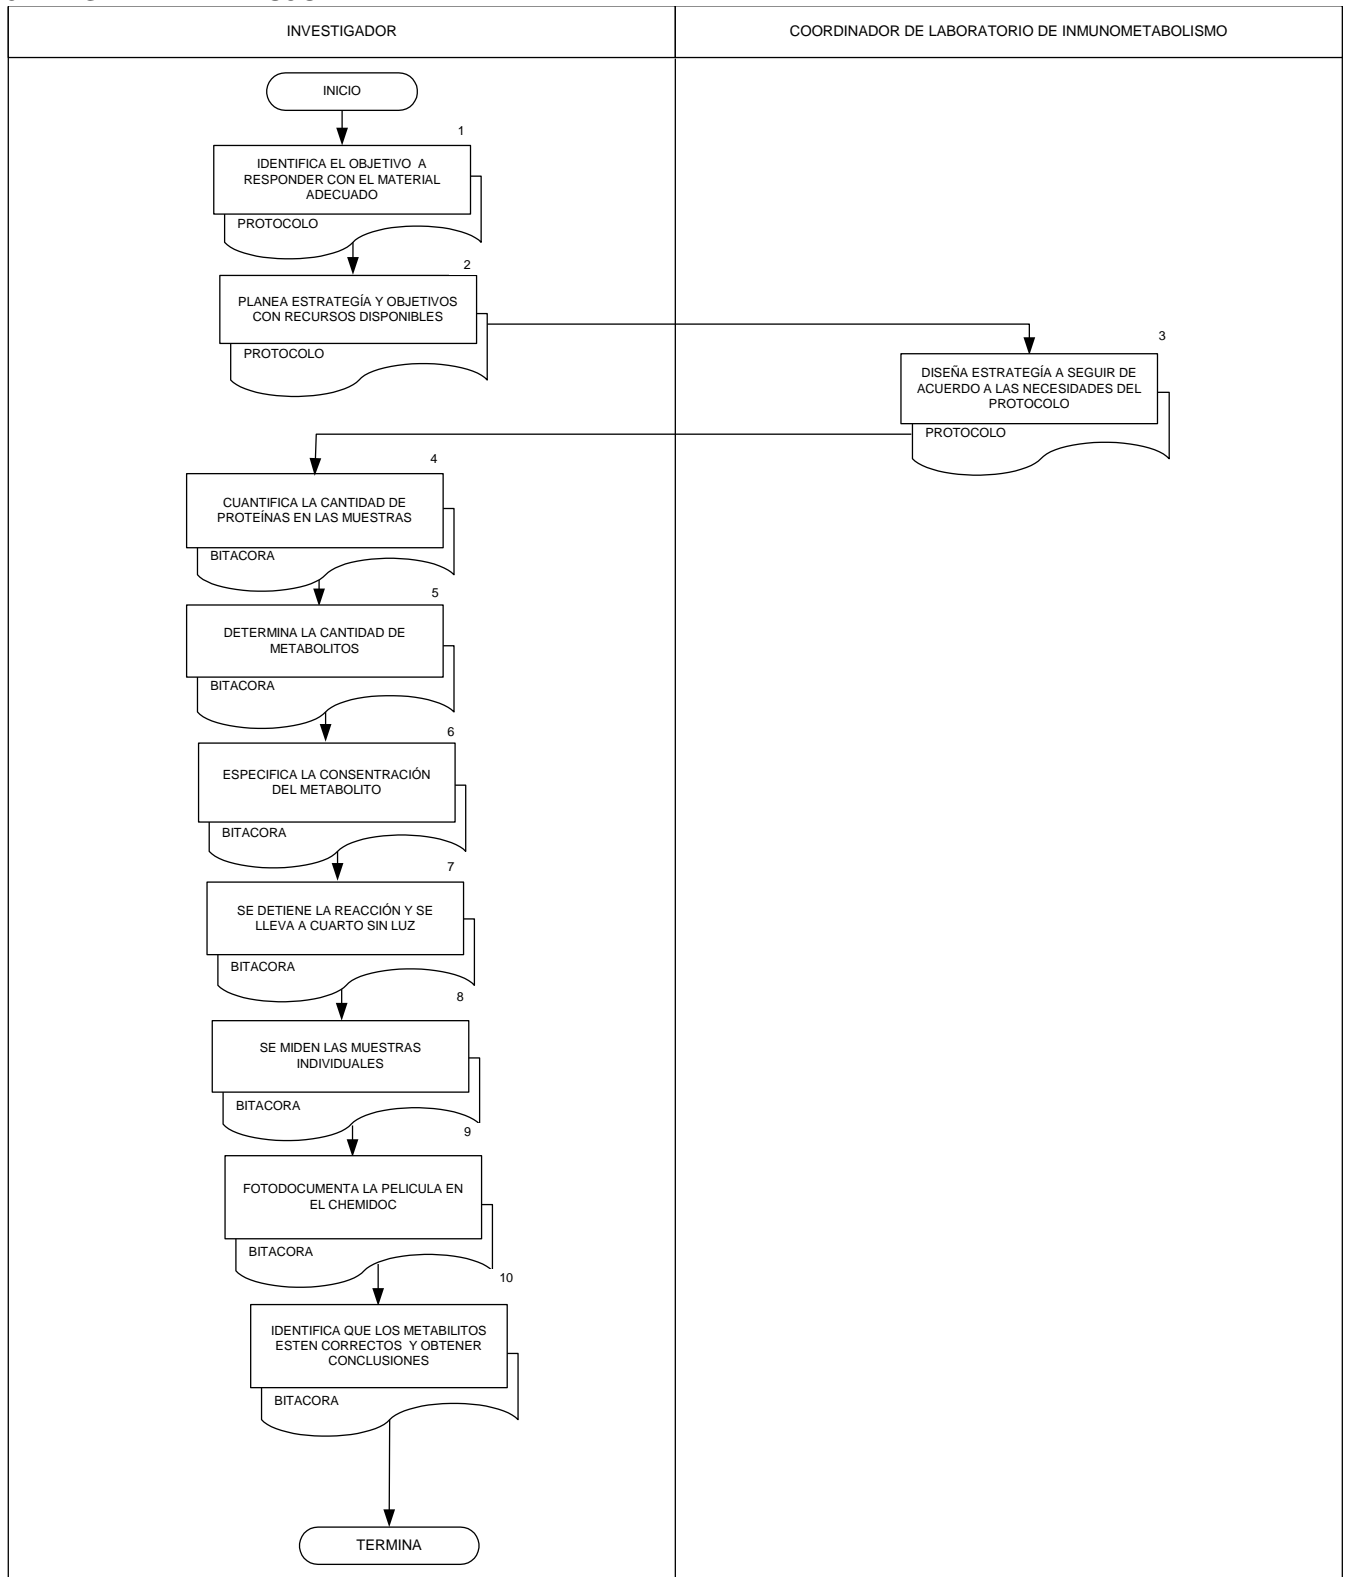 INVESTIGADOR
COORDINADOR DE LABORATORIO DE INMUNOMETABOLISMO
INICIO
1
IDENTIFICA EL OBJETIVO A
RESPONDER CON EL MATERIAL
ADECUADO
PROTOCOLO
2
PLANEA ESTRATEGÍA Y OBJETIVOS
CON RECURSOS DISPONIBLES
PROTOCOLO
3
DISEÑA ESTRATEGÍA A SEGUIR DE
ACUERDO A LAS NECESIDADES DEL
PROTOCOLO
PROTOCOLO
4
CUANTIFICA LA CANTIDAD DE
PROTEÍNAS EN LAS MUESTRAS
BITACORA
5
DETERMINA LA CANTIDAD DE
METABOLITOS
BITACORA
6
ESPECIFICA LA CONSENTRACIÓN
DEL METABOLITO
BITACORA
7
SE DETIENE LA REACCIÓN Y SE
LLEVA A CUARTO SIN LUZ
BITACORA
8
SE MIDEN LAS MUESTRAS
INDIVIDUALES
BITACORA
9
FOTODOCUMENTA LA PELICULA EN
EL CHEMIDOC
BITACORA
10
IDENTIFICA QUE LOS METABILITOS
ESTEN CORRECTOS Y OBTENER
CONCLUSIONES
BITACORA
TERMINA